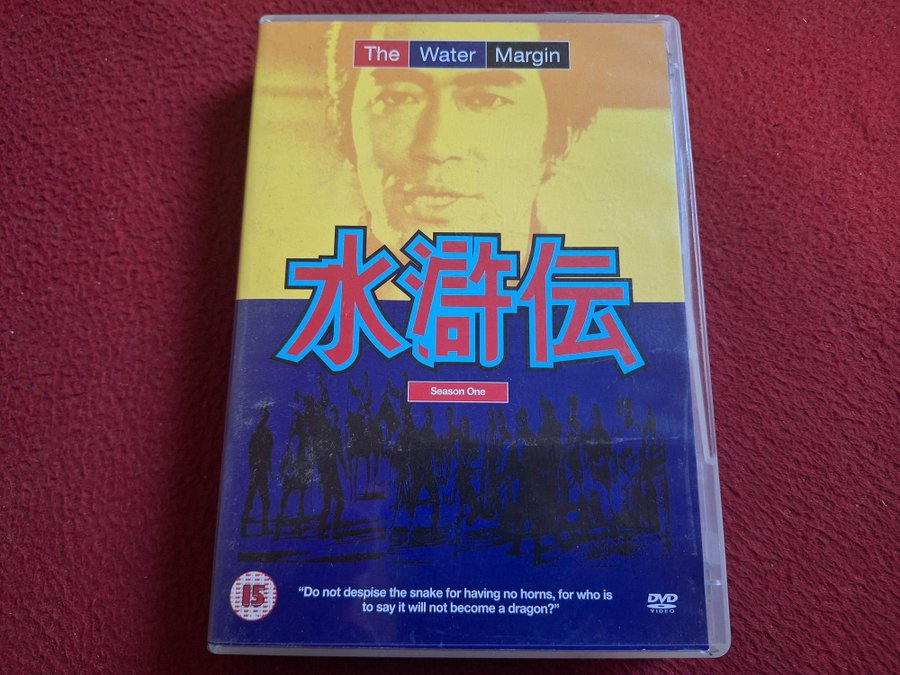 The Water Margin
水滸伝
Season One
15
“Do not despise the snake for having no horns, for who is
to say it will not become a dragon?”
DVD
VIDEO